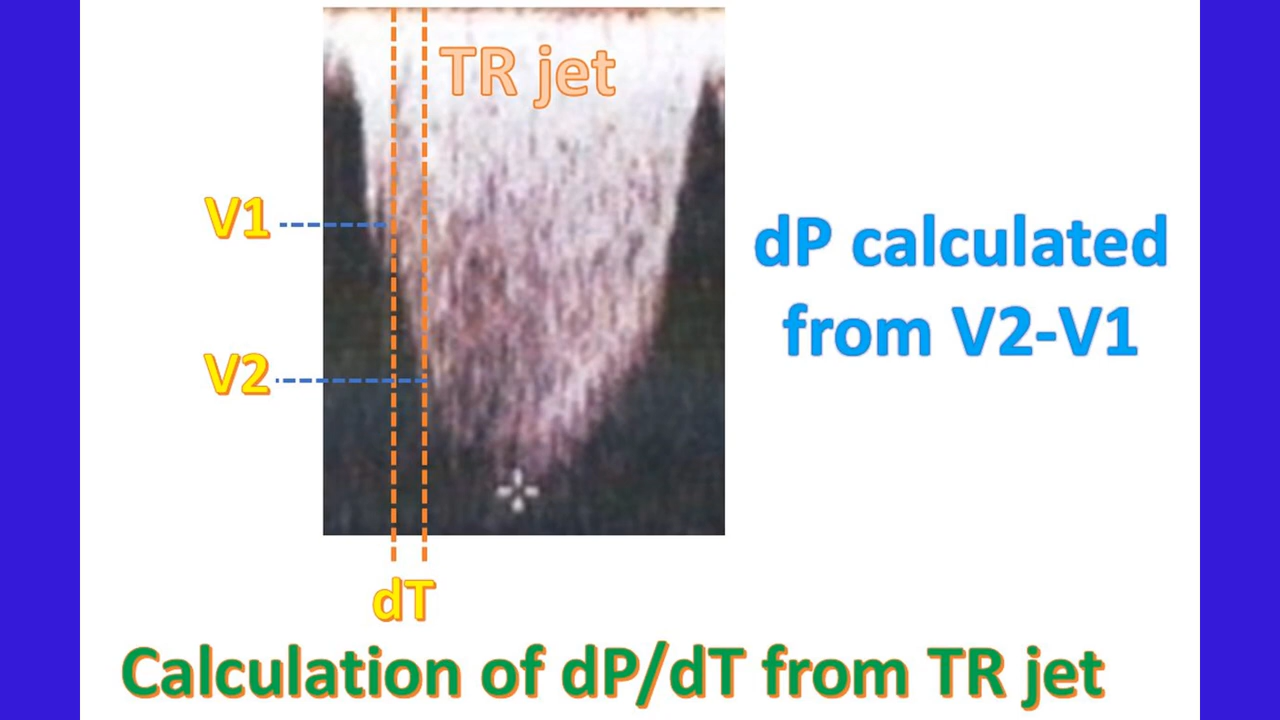 TR jet
V1
V2
dP calculated
from V2-V1
dT
Calculation of dP/dT from TR jet